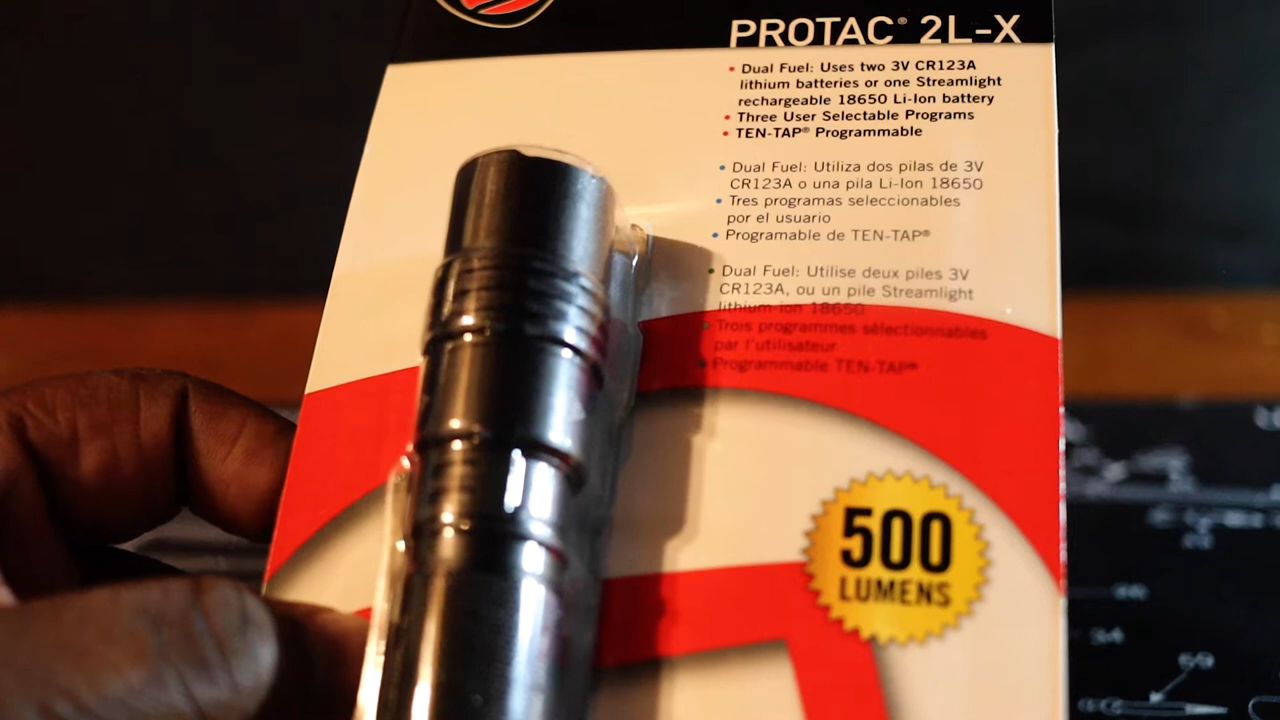 PROTAC® 2L-X
• Dual Fuel: Uses two 3V CR123A
lithium batteries or one Streamlight
rechargeable 18650 Li-Ion battery
• Three User Selectable Programs
• TEN-TAP® Programmable
• Dual Fuel: Utiliza dos pilas de 3V
CR123A o una pila Li-Ion 18650
• Tres programas seleccionables
por el usuario
• Programable de TEN-TAP®
• Dual Fuel: Utilise deux piles 3V
CR123A, ou un pile Streamlight
lithium-ion 18650
• Trois programmes sélectionnables
par l'utilisateur
• Programmable TEN-TAP®
500
LUMENS
34